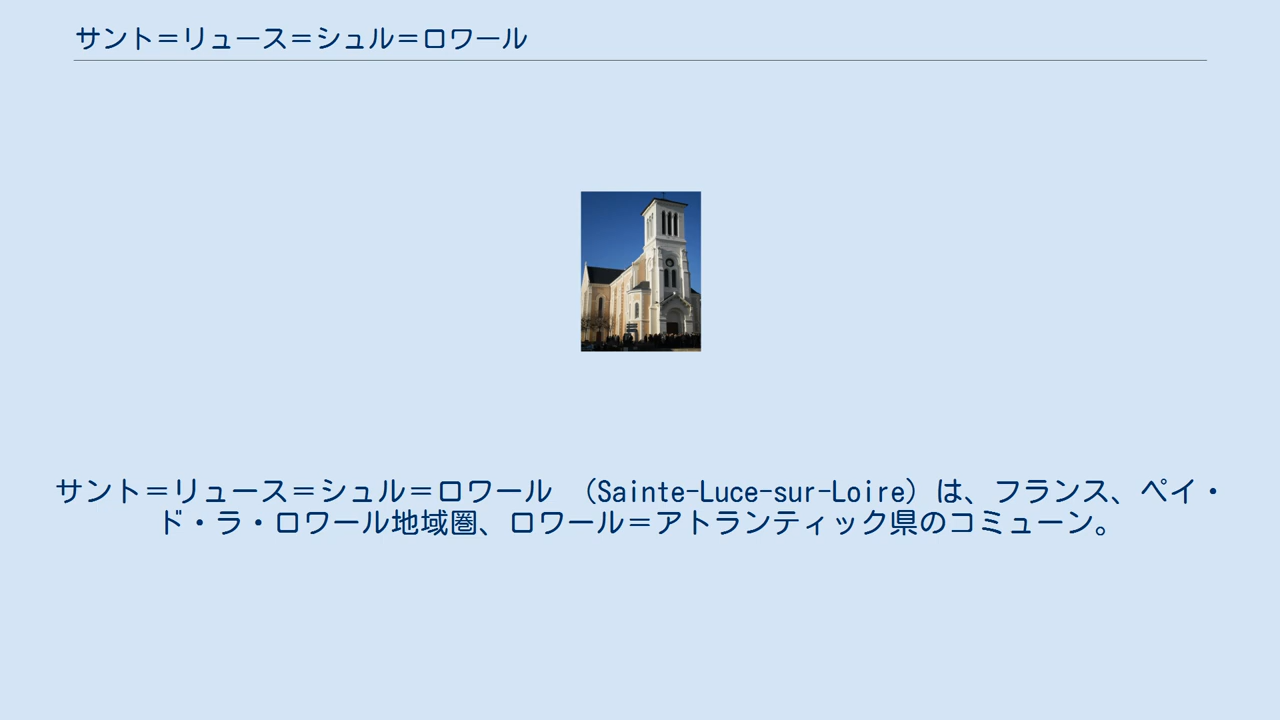 サント＝リュース＝シュル＝ロワール
サント＝リュース＝シュル＝ロワール （Sainte-Luce-sur-Loire）は、フランス、ペイ・
ド・ラ・ロワール地域圏、ロワール＝アトランティック県のコミューン。